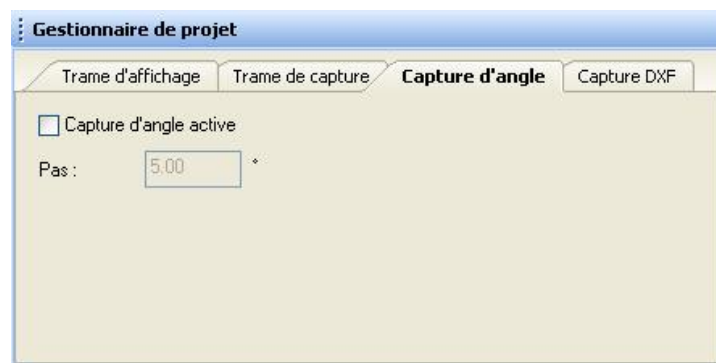 Gestionnaire de projet
Trame d'affichage Trame de capture Capture d'angle Capture DXF
Capture d'angle active
Pas : 5.00 °